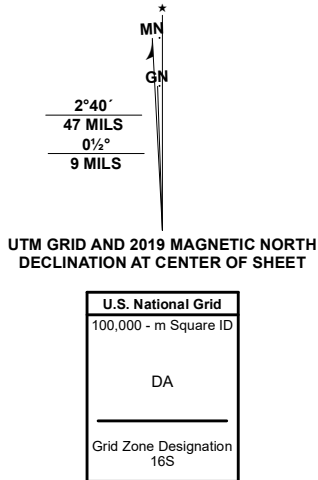 MN
GN
2°40´
47 MILS
0½°
9 MILS
UTM GRID AND 2019 MAGNETIC NORTH
DECLINATION AT CENTER OF SHEET
U.S. National Grid
100,000 - m Square ID
DA
Grid Zone Designation
16S